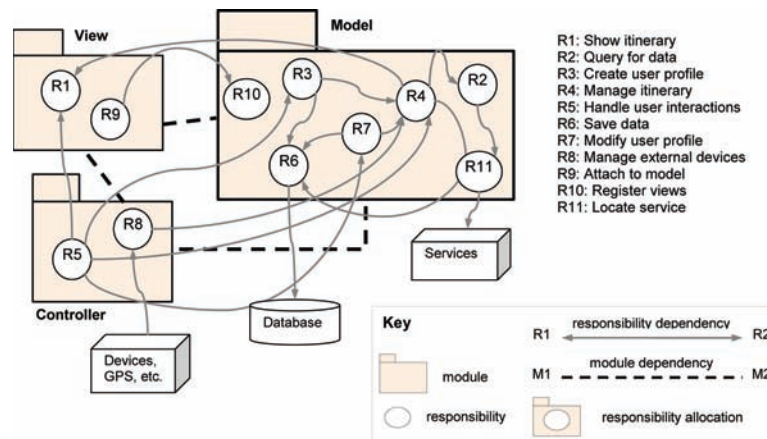 View
Model
R1
R9
R10
R3
R4
R2
R7
R6
R11
R8
R5
Controller
Devices,
GPS, etc.
Database
Services
R1: Show itinerary
R2: Query for data
R3: Create user profile
R4: Manage itinerary
R5: Handle user interactions
R6: Save data
R7: Modify user profile
R8: Manage external devices
R9: Attach to model
R10: Register views
R11: Locate service
Key
module
responsibility
R1 responsibility dependency R2
M1 module dependency M2
responsibility allocation